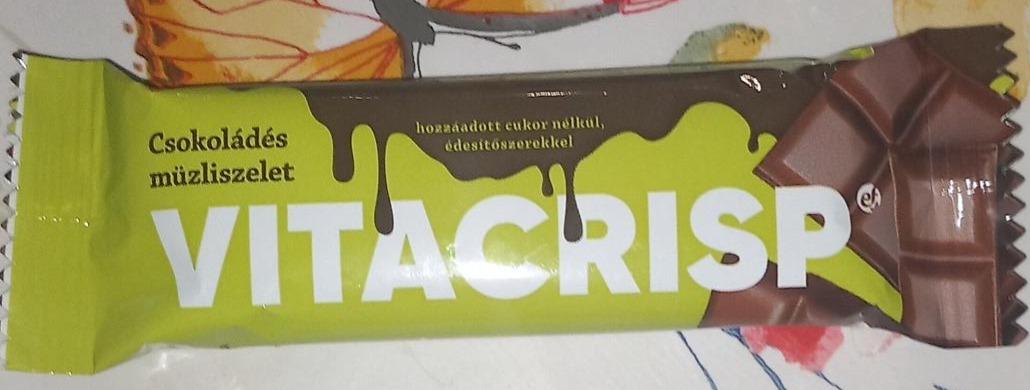 Csokoládés
müzliszelet
hozzáadott cukor nélkül,
édesítőszerekkel
VITACRISP